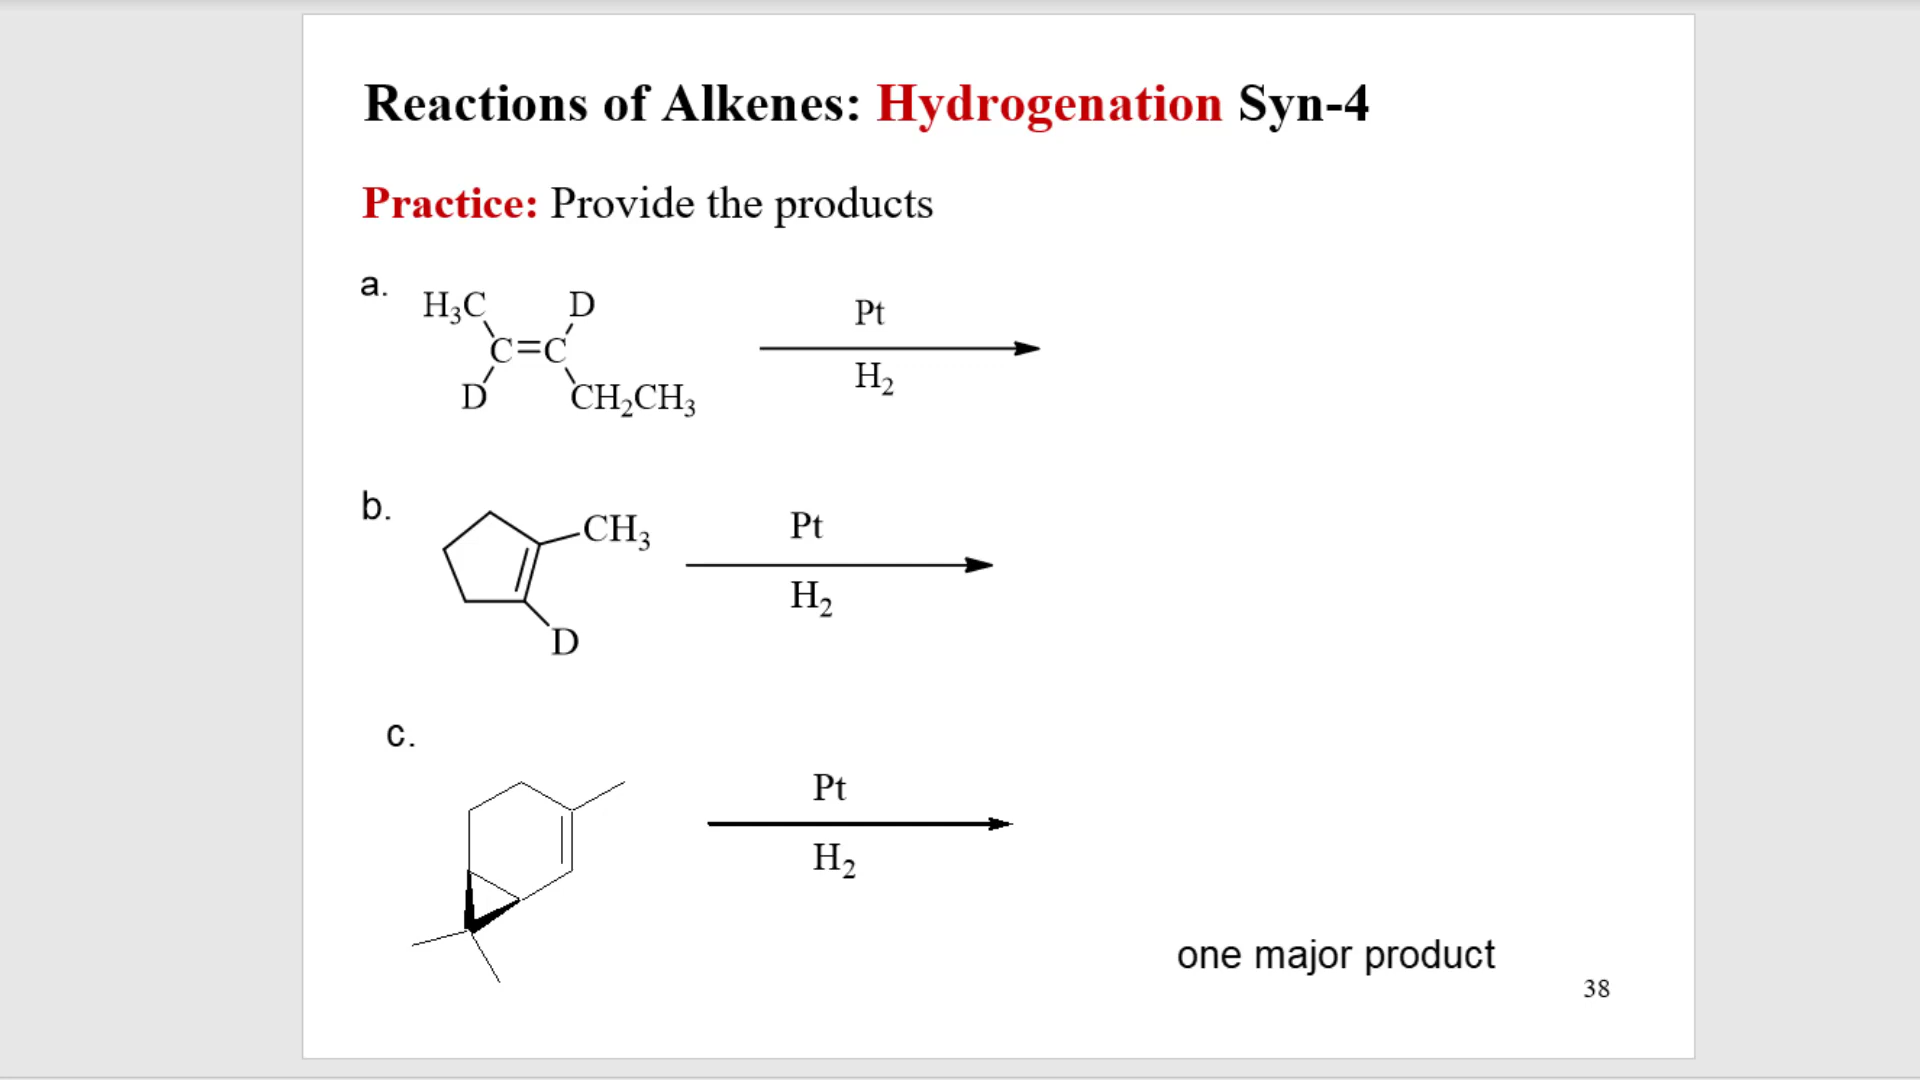 Reactions of Alkenes: Hydrogenation Syn-4
Practice: Provide the products
a.
H₃C D
C=C
D CH₂CH₃
Pt
H₂
b.
CH₃
D
Pt
H₂
c.
Pt
H₂
one major product
38